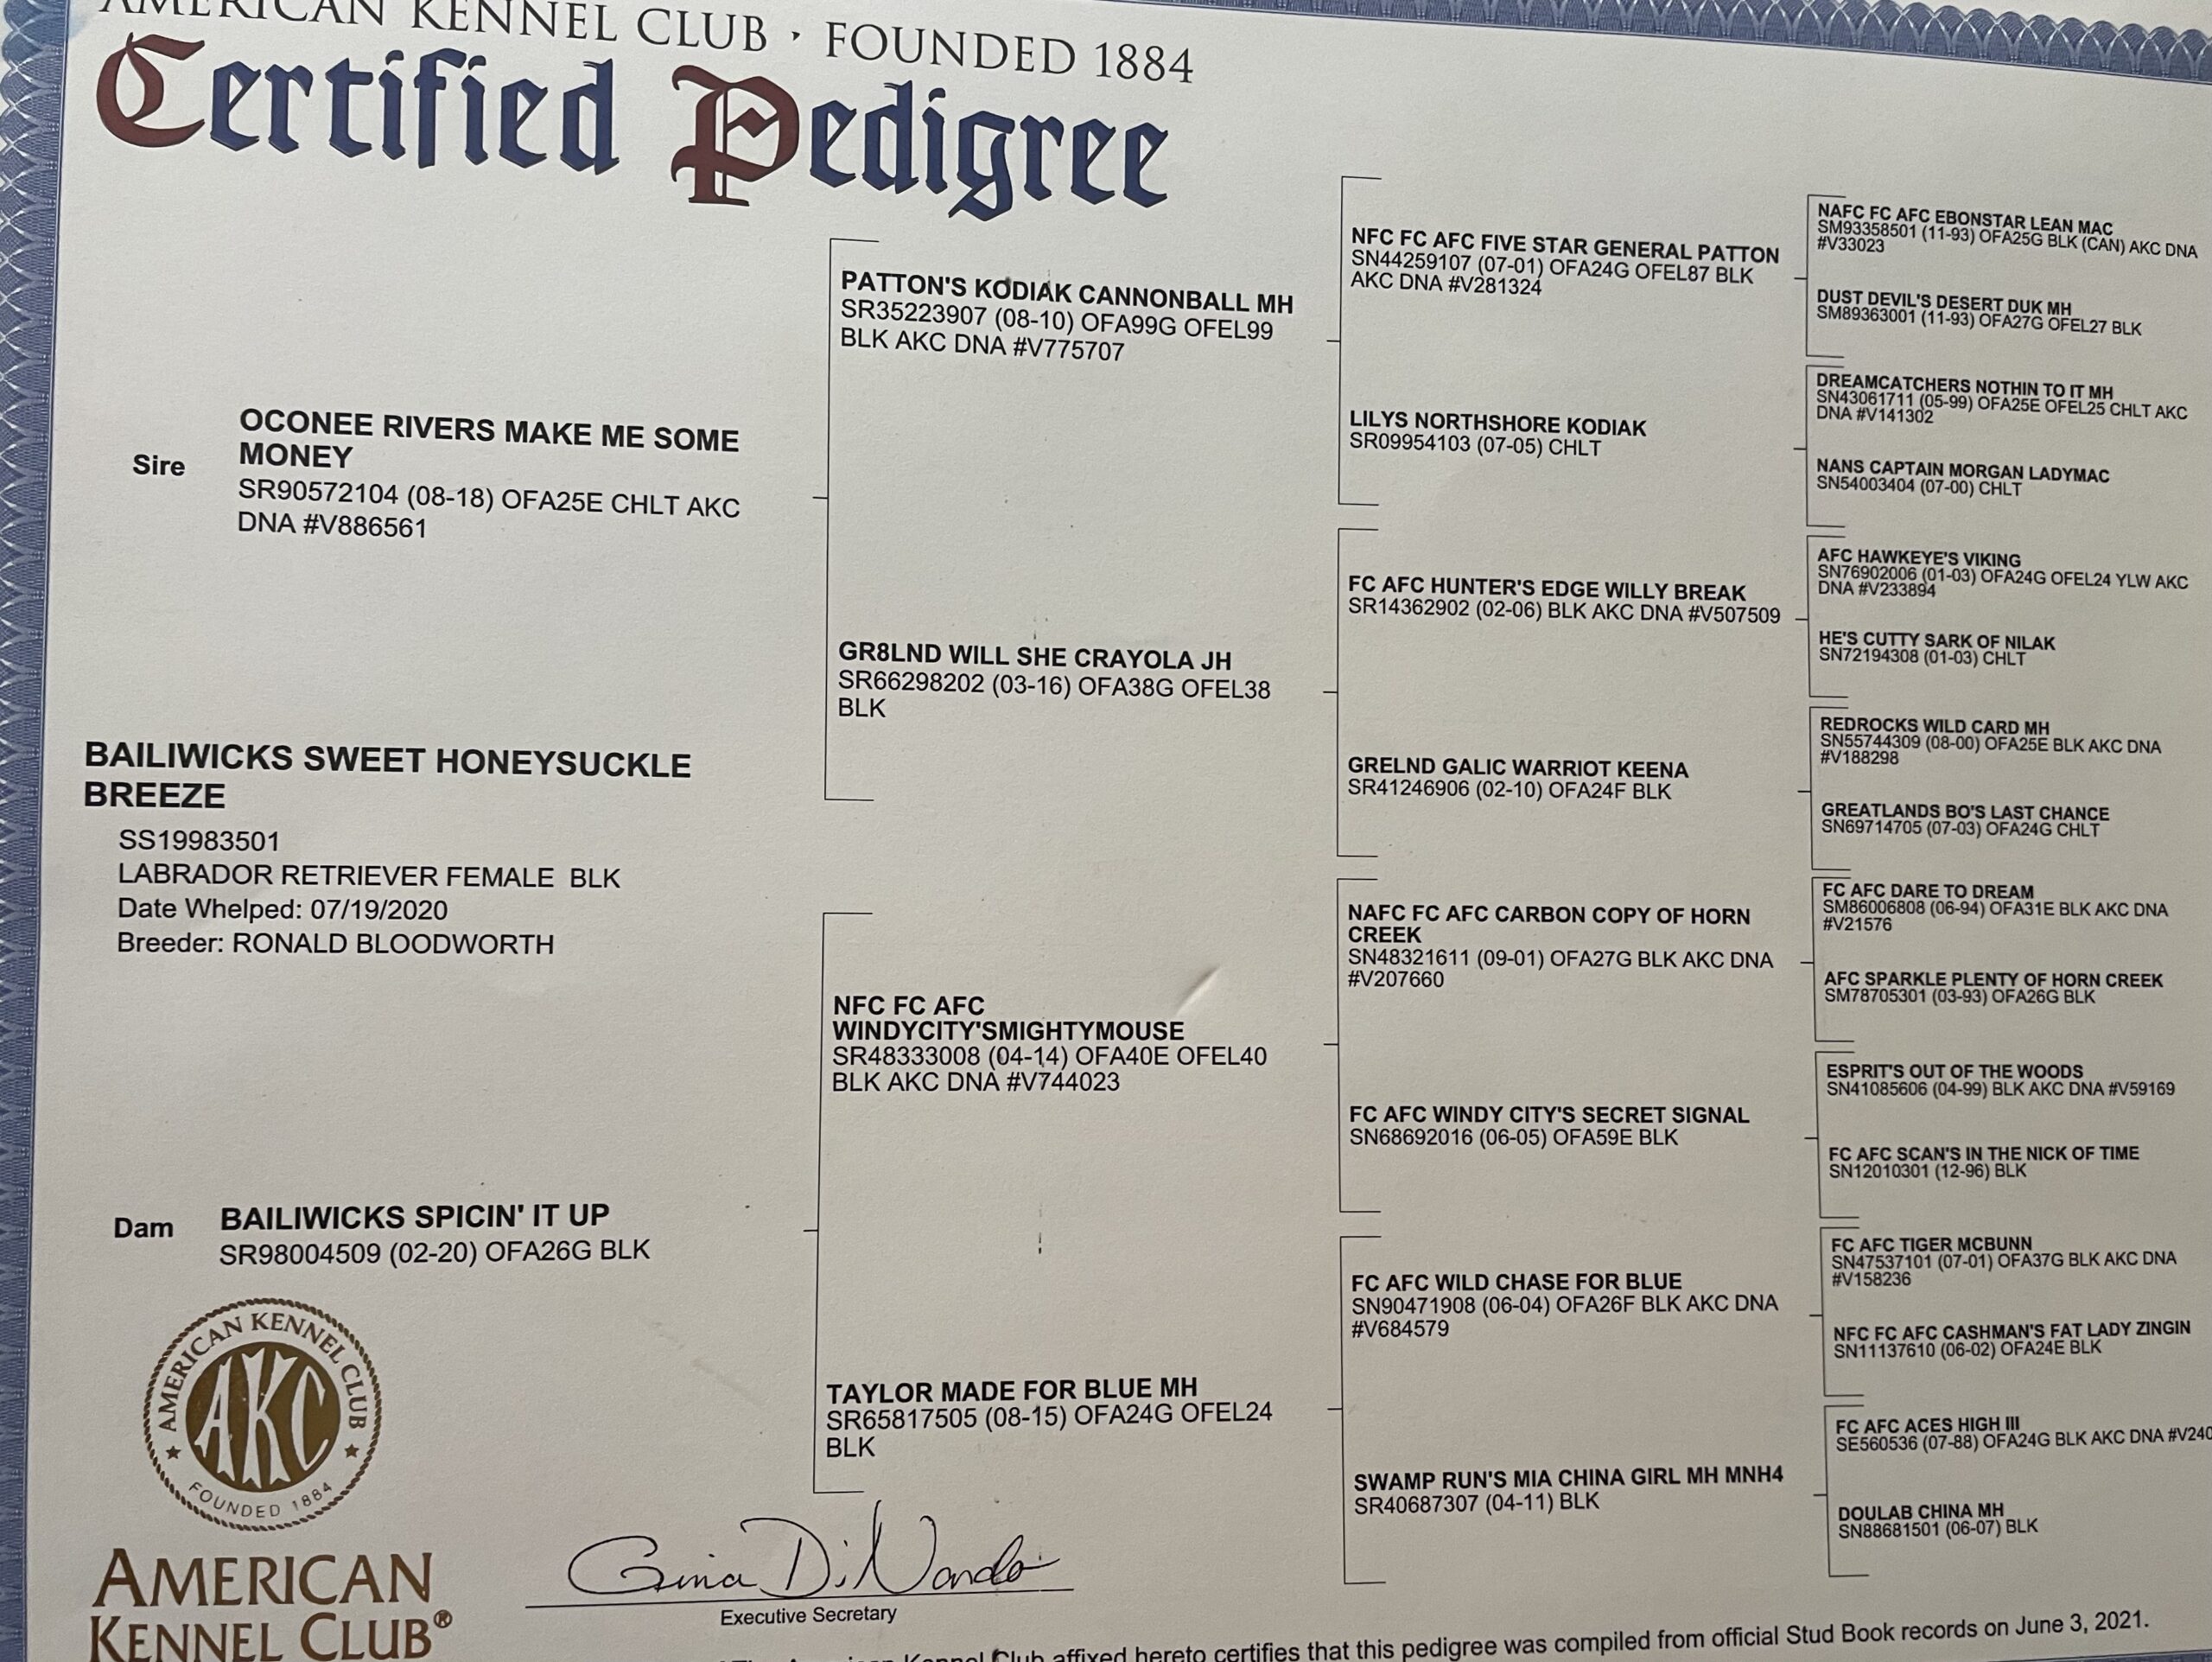 AMERICAN KENNEL CLUB · FOUNDED 1884
Certified Pedigree
Sire
OCONEE RIVERS MAKE ME SOME
MONEY
SR90572104 (08-18) OFA25E CHLT AKC
DNA #V886561
BAILIWICKS SWEET HONEYSUCKLE
BREEZE
SS19983501
LABRADOR RETRIEVER FEMALE BLK
Date Whelped: 07/19/2020
Breeder: RONALD BLOODWORTH
Dam
BAILIWICKS SPICIN' IT UP
SR98004509 (02-20) OFA26G BLK
PATTON'S KODIAK CANNONBALL MH
SR35223907 (08-10) OFA99G OFEL99
BLK AKC DNA #V775707
GR8LND WILL SHE CRAYOLA JH
SR66298202 (03-16) OFA38G OFEL38
BLK
NFC FC AFC
WINDYCITY'SMIGHTYMOUSE
SR48333008 (04-14) OFA40E OFEL40
BLK AKC DNA #V744023
TAYLOR MADE FOR BLUE MH
SR65817505 (08-15) OFA24G OFEL24
BLK
NFC FC AFC FIVE STAR GENERAL PATTON
SN44259107 (07-01) OFA24G OFEL87 BLK
AKC DNA #V281324
LILYS NORTHSHORE KODIAK
SR09954103 (07-05) CHLT
FC AFC HUNTER'S EDGE WILLY BREAK
SR14362902 (02-06) BLK AKC DNA #V507509
GRELND GALIC WARRIOT KEENA
SR41246906 (02-10) OFA24F BLK
NAFC FC AFC CARBON COPY OF HORN
CREEK
SN48321611 (09-01) OFA27G BLK AKC DNA
#V207660
FC AFC WINDY CITY'S SECRET SIGNAL
SN68692016 (06-05) OFA59E BLK
FC AFC WILD CHASE FOR BLUE
SN90471908 (06-04) OFA26F BLK AKC DNA
#V684579
SWAMP RUN'S MIA CHINA GIRL MH MNH4
SR40687307 (04-11) BLK
NAFC FC AFC EBONSTAR LEAN MAC
SM93358501 (11-93) OFA25G BLK (CAN) AKC DNA
#V33023
DUST DEVIL'S DESERT DUK MH
SM89363001 (11-93) OFA27G OFEL27 BLK
DREAMCATCHERS NOTHIN TO IT MH
SN43061711 (05-99) OFA25E OFEL25 CHLT AKC
DNA #V141302
NANS CAPTAIN MORGAN LADYMAC
SN54003404 (07-00) CHLT
AFC HAWKEYE'S VIKING
SN76902006 (01-03) OFA24G OFEL24 YLW AKC
DNA #V233894
HE'S CUTTY SARK OF NILAK
SN72194308 (01-03) CHLT
REDROCKS WILD CARD MH
SN55744309 (08-00) OFA25E BLK AKC DNA
#V188298
GREATLANDS BO'S LAST CHANCE
SN69714705 (07-03) OFA24G CHLT
FC AFC DARE TO DREAM
SM86006808 (06-94) OFA31E BLK AKC DNA
#V21576
AFC SPARKLE PLENTY OF HORN CREEK
SM78705301 (03-93) OFA26G BLK
ESPRIT'S OUT OF THE WOODS
SN41085606 (04-99) BLK AKC DNA #V59169
FC AFC SCAN'S IN THE NICK OF TIME
SN12010301 (12-96) BLK
FC AFC TIGER MCBUNN
SN47537101 (07-01) OFA37G BLK AKC DNA
#V158236
NFC FC AFC CASHMAN'S FAT LADY ZINGIN
SN11137610 (06-02) OFA24E BLK
FC AFC ACES HIGH III
SE560536 (07-88) OFA24G BLK AKC DNA #V240
DOULAB CHINA MH
SN88681501 (06-07) BLK
AMERICAN KENNEL CLUB
AKC
FOUNDED 1884
AMERICAN
KENNEL CLUB®
Gina DiNardo
Executive Secretary
Kennel Club affixed hereto certifies that this pedigree was compiled from official Stud Book records on June 3, 2021.